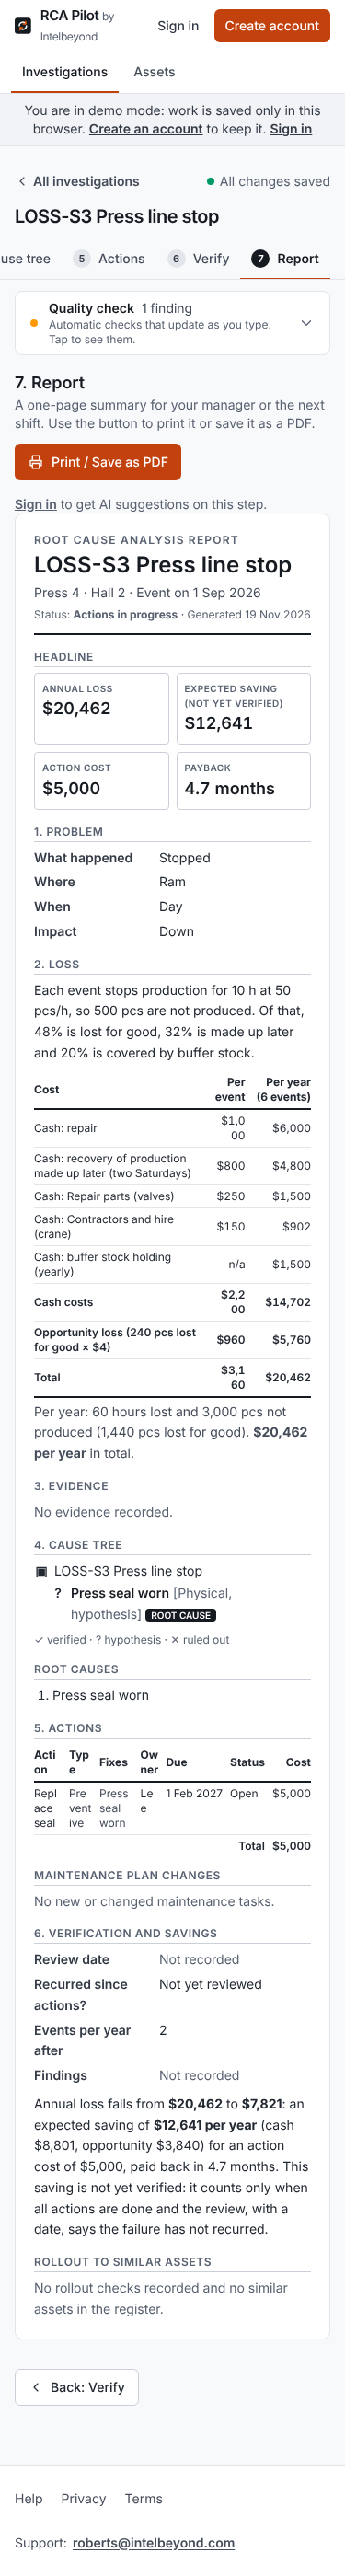 RCA Pilot by
Intelbeyond
Sign in
Create account
Investigations
Assets
You are in demo mode: work is saved only in this
browser. Create an account to keep it. Sign in
All investigations
All changes saved
LOSS-S3 Press line stop
use tree
5 Actions
6 Verify
7 Report
Quality check 1 finding
Automatic checks that update as you type.
Tap to see them.
7. Report
A one-page summary for your manager or the next
shift. Use the button to print it or save it as a PDF.
Print / Save as PDF
Sign in to get AI suggestions on this step.
ROOT CAUSE ANALYSIS REPORT
LOSS-S3 Press line stop
Press 4 · Hall 2 · Event on 1 Sep 2026
Status: Actions in progress · Generated 19 Nov 2026
HEADLINE
ANNUAL LOSS
$20,462
EXPECTED SAVING
(NOT YET VERIFIED)
$12,641
ACTION COST
$5,000
PAYBACK
4.7 months
1. PROBLEM
What happened Stopped
Where Ram
When Day
Impact Down
2. LOSS
Each event stops production for 10 h at 50
pcs/h, so 500 pcs are not produced. Of that,
48% is lost for good, 32% is made up later
and 20% is covered by buffer stock.
Cost Per event Per year (6 events)
Cash: repair $1,000 $6,000
Cash: recovery of production
made up later (two Saturdays) $800 $4,800
Cash: Repair parts (valves) $250 $1,500
Cash: Contractors and hire
(crane) $150 $902
Cash: buffer stock holding
(yearly) n/a $1,500
Cash costs $2,200 $14,702
Opportunity loss (240 pcs lost
for good × $4) $960 $5,760
Total $3,160 $20,462
Per year: 60 hours lost and 3,000 pcs not
produced (1,440 pcs lost for good). $20,462
per year in total.
3. EVIDENCE
No evidence recorded.
4. CAUSE TREE
▣ LOSS-S3 Press line stop
? Press seal worn [Physical,
hypothesis] ROOT CAUSE
✓ verified · ? hypothesis · ✕ ruled out
ROOT CAUSES
1. Press seal worn
5. ACTIONS
Action Type Fixes Owner Due Status Cost
Replace seal Preventive Press seal worn Lee 1 Feb 2027 Open $5,000
Total $5,000
MAINTENANCE PLAN CHANGES
No new or changed maintenance tasks.
6. VERIFICATION AND SAVINGS
Review date Not recorded
Recurred since
actions? Not yet reviewed
Events per year
after 2
Findings Not recorded
Annual loss falls from $20,462 to $7,821: an
expected saving of $12,641 per year (cash
$8,801, opportunity $3,840) for an action
cost of $5,000, paid back in 4.7 months. This
saving is not yet verified: it counts only when
all actions are done and the review, with a
date, says the failure has not recurred.
ROLLOUT TO SIMILAR ASSETS
No rollout checks recorded and no similar
assets in the register.
Back: Verify
Help Privacy Terms
Support: roberts@intelbeyond.com